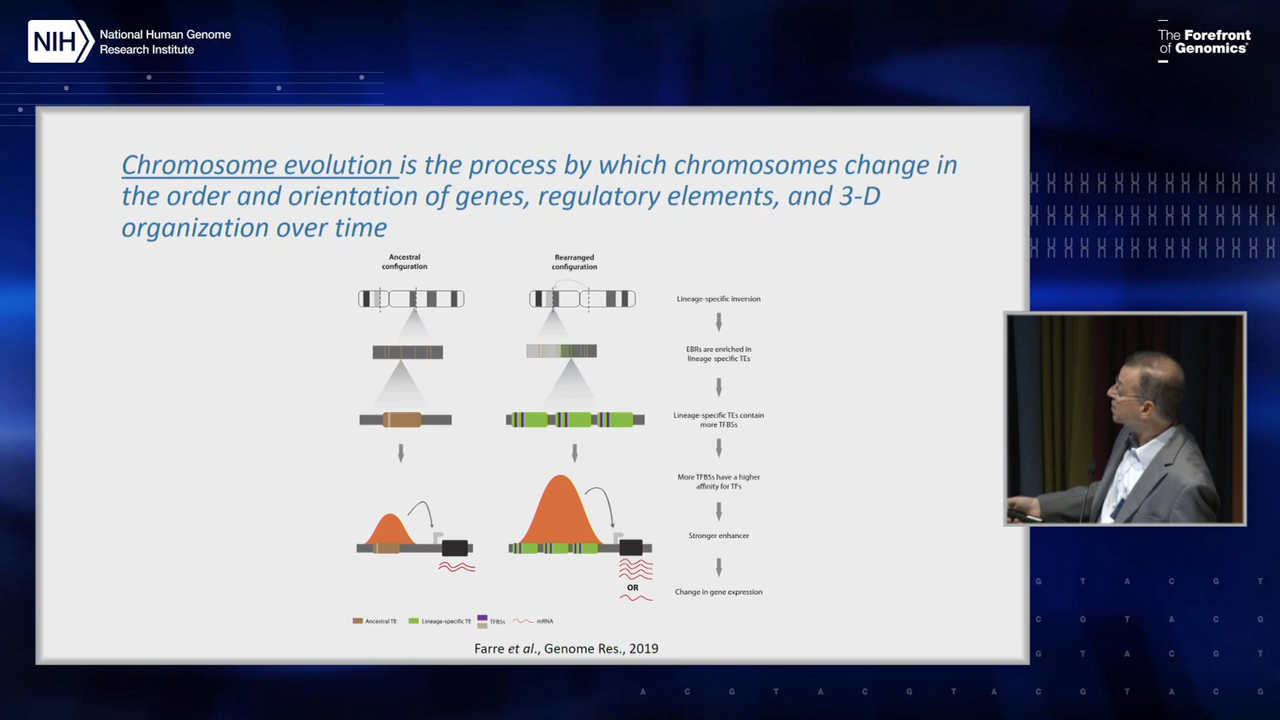 NIH
National Human Genome
Research Institute
The Forefront
of Genomics®
Chromosome evolution is the process by which chromosomes change in
the order and orientation of genes, regulatory elements, and 3-D
organization over time
Ancestral
configuration
Rearranged
configuration
Lineage-specific inversion
EBRs are enriched in
lineage specific TEs
Lineage-specific TEs contain
more TFBSs
More TFBSs have a higher
affinity for TFs
Stronger enhancer
OR
Change in gene expression
Ancestral TE
Lineage-specific TE
TFBSs
mRNA
Farre et al., Genome Res., 2019
G T A C G T
G T A C G T
G T A C G T
A C G T A C G T A C G T A C G